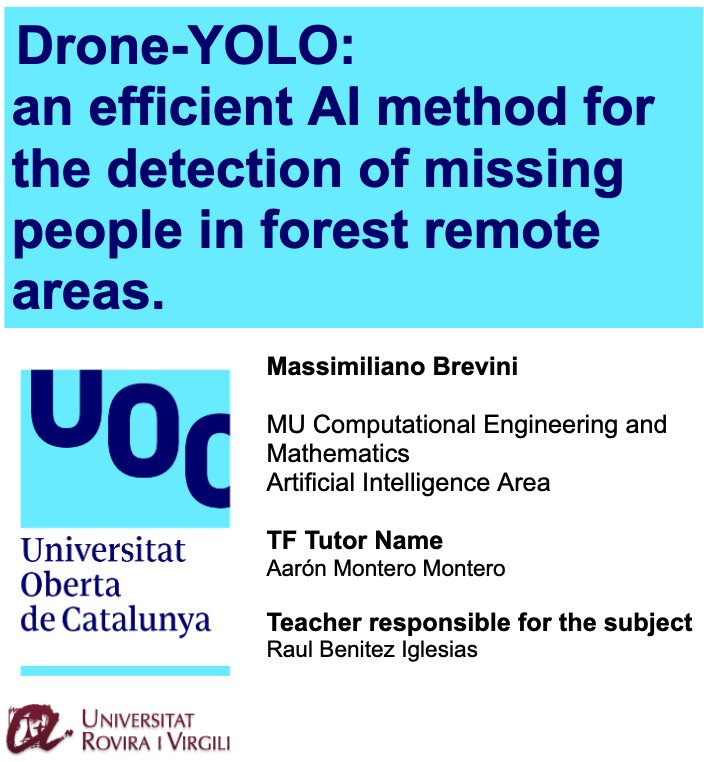 Drone-YOLO:
an efficient AI method for
the detection of missing
people in forest remote
areas.
UOC
Universitat
Oberta
de Catalunya
Massimiliano Brevini
MU Computational Engineering and
Mathematics
Artificial Intelligence Area
TF Tutor Name
Aarón Montero Montero
Teacher responsible for the subject
Raul Benitez Iglesias
UNIVERSITAT
ROVIRA I VIRGILI